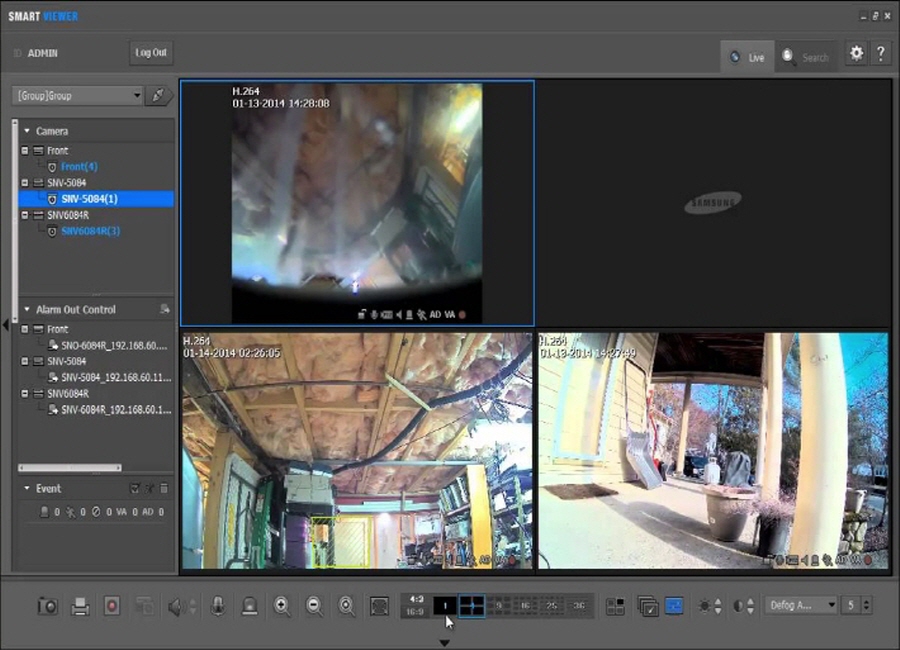 SMART VIEWER
ID ADMIN
Log Out
Live
Search
?
[Group]Group
Camera
Front
Front(4)
SNV-5084
SNV-5084(1)
SNV6084R
SNV6084R(3)
Alarm Out Control
Front
SNO-6084R_192.168.60....
SNV-5084
SNV-5084_192.168.60.11...
SNV6084R
SNV-6084R_192.168.60.1...
Event
0 0 0 VA 0 AD 0
H.264
01-13-2014 14:28:08
AD VA
SAMSUNG
H.264
01-14-2014 02:26:05
AD VA
H.264
01-13-2014 14:27:49
AD VA
4:3
16:9
1 9 16 25 36
Defog A...
5